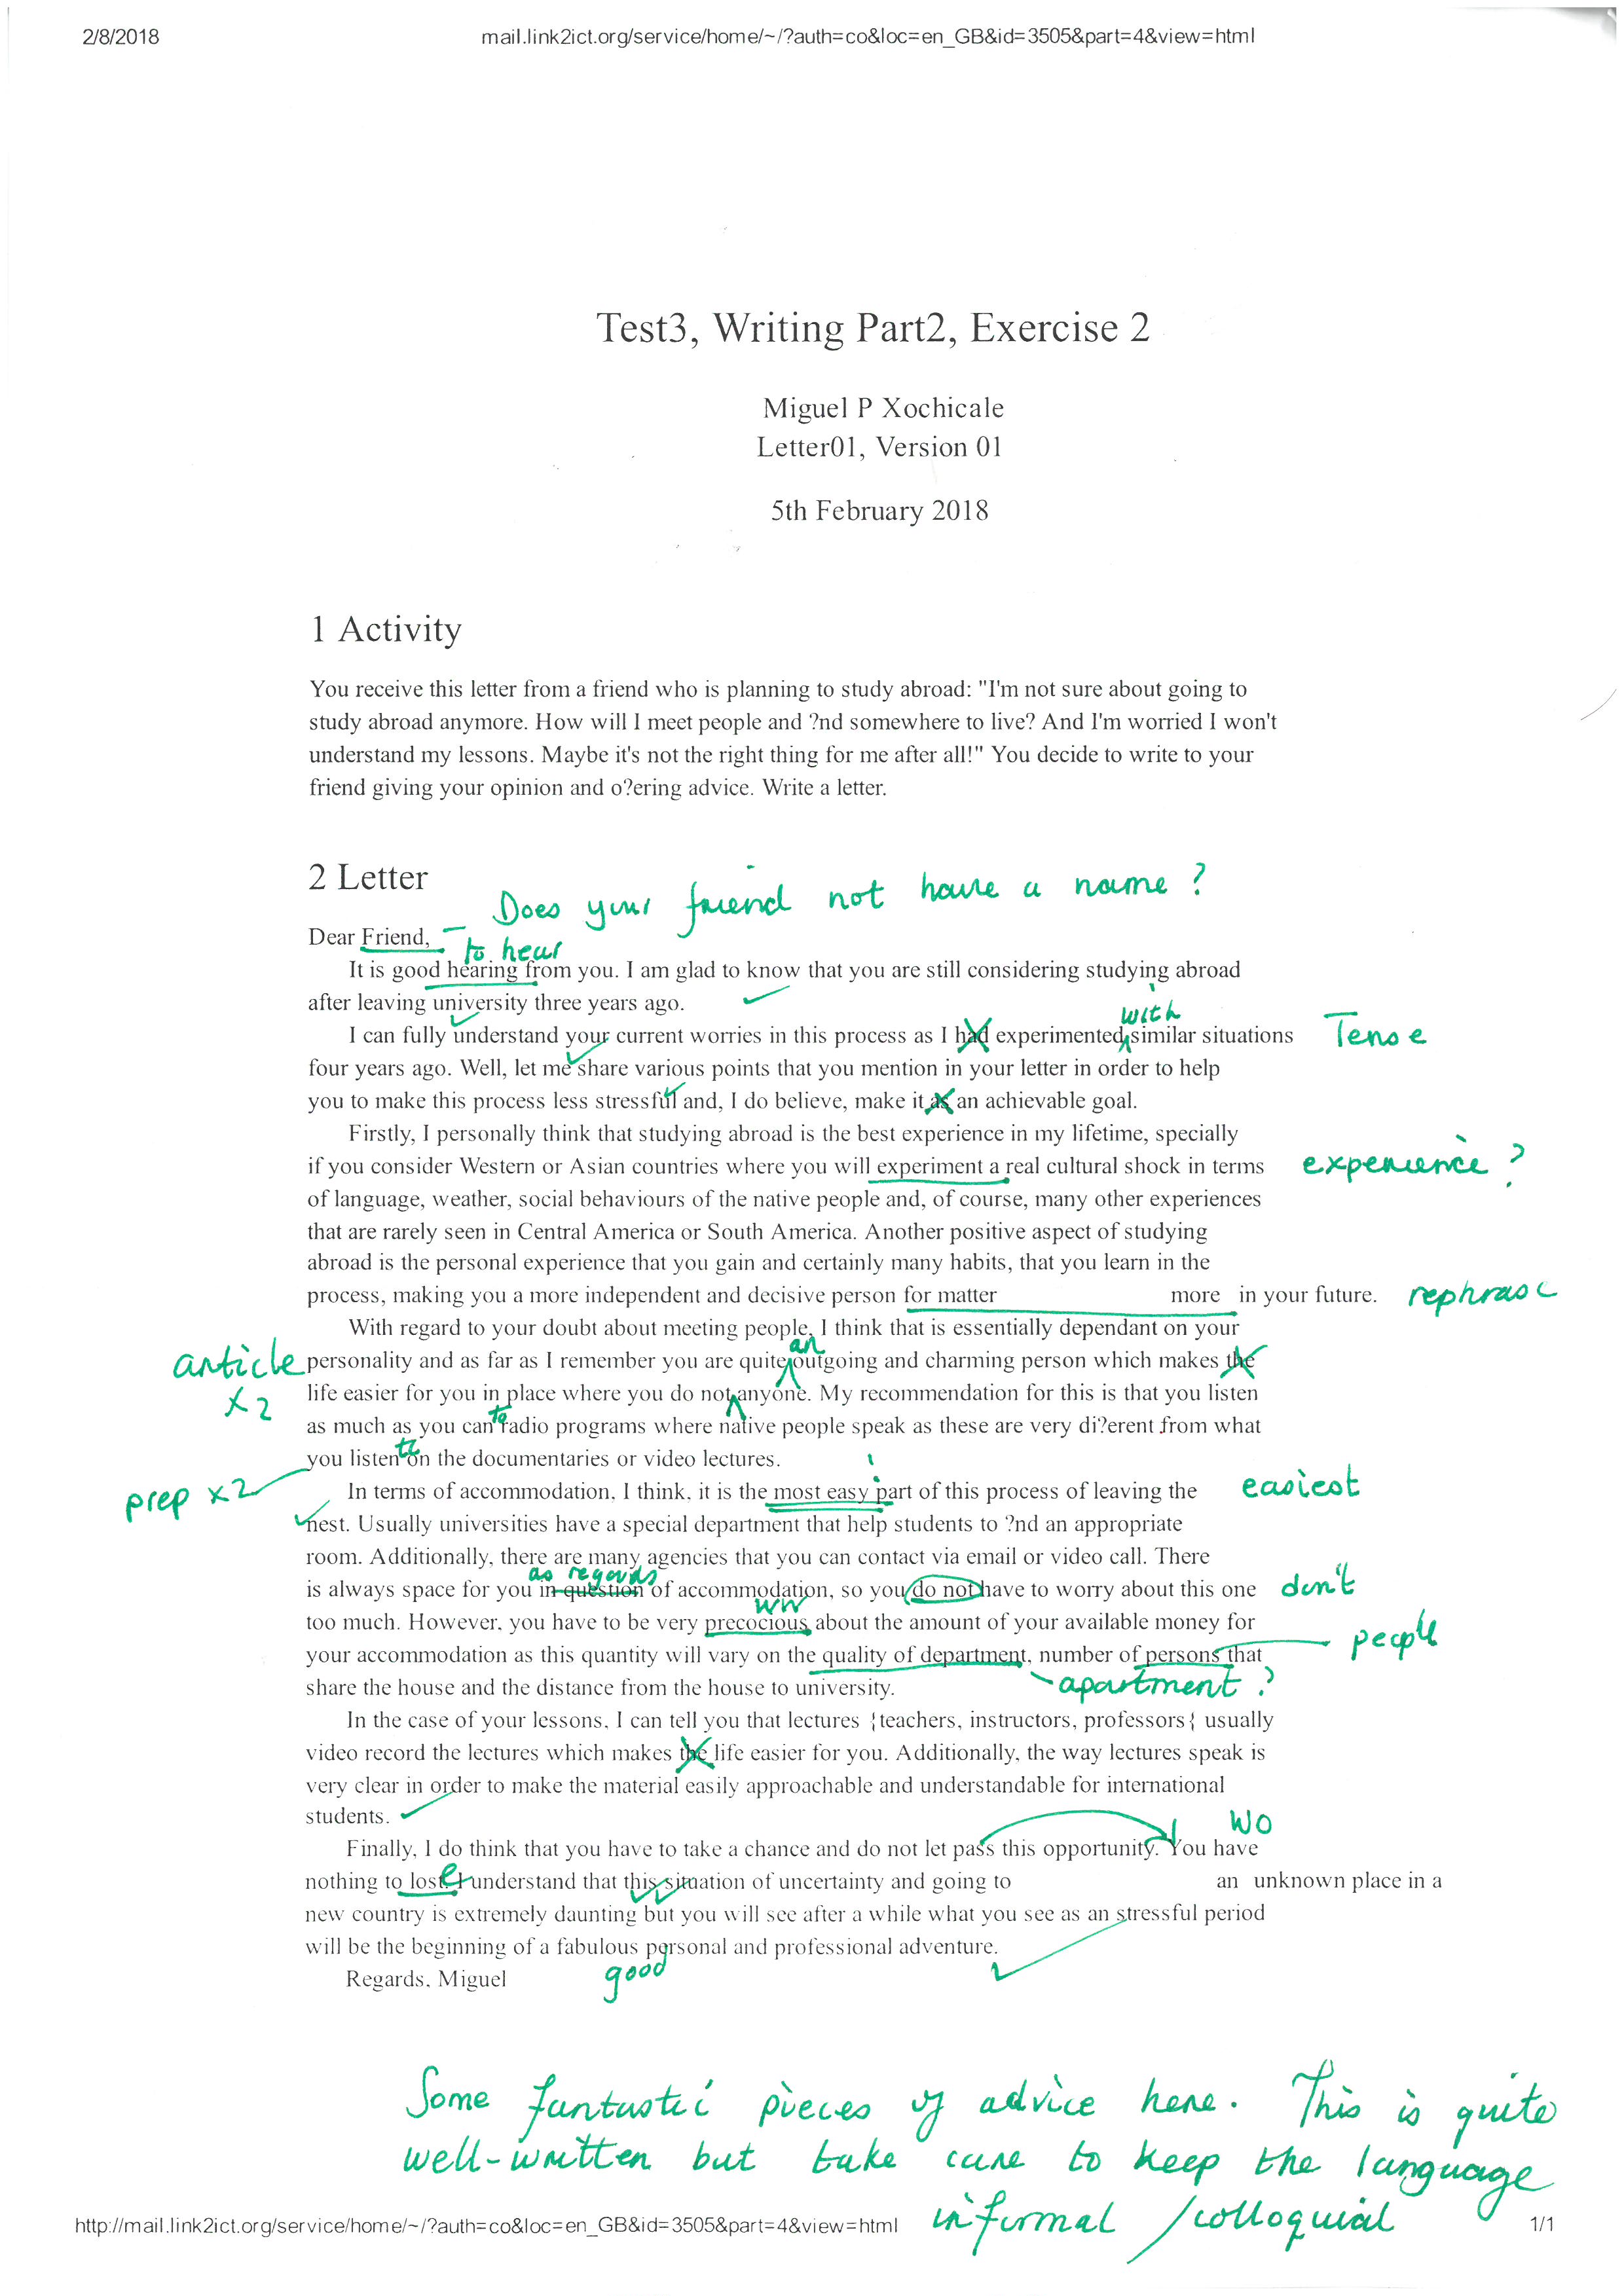 2/8/2018
mail.link2ict.org/service/home/~/?auth=co&loc=en_GB&id=3505&part=4&view=html
Test3, Writing Part2, Exercise 2
Miguel P Xochicale
Letter01, Version 01
5th February 2018
1 Activity
You receive this letter from a friend who is planning to study abroad: "I'm not sure about going to
study abroad anymore. How will I meet people and ?nd somewhere to live? And I'm worried I won't
understand my lessons. Maybe it's not the right thing for me after all!" You decide to write to your
friend giving your opinion and o?ering advice. Write a letter.
2 Letter
Does your friend not have a name?
Dear Friend,
to hear
It is good hearing from you. I am glad to know that you are still considering studying abroad
after leaving university three years ago.
with
I can fully understand your current worries in this process as I had experimented similar situations Tense
four years ago. Well, let me share various points that you mention in your letter in order to help
you to make this process less stressful and, I do believe, make it as an achievable goal.
Firstly, I personally think that studying abroad is the best experience in my lifetime, specially
if you consider Western or Asian countries where you will experiment a real cultural shock in terms experience?
of language, weather, social behaviours of the native people and, of course, many other experiences
that are rarely seen in Central America or South America. Another positive aspect of studying
abroad is the personal experience that you gain and certainly many habits, that you learn in the
process, making you a more independent and decisive person for matter more in your future. rephrase
With regard to your doubt about meeting people, I think that is essentially dependant on your
an
article personality and as far as I remember you are quite outgoing and charming person which makes the
x2 life easier for you in place where you do not anyone. My recommendation for this is that you listen
to
as much as you can radio programs where native people speak as these are very di?erent from what
to
you listen on the documentaries or video lectures.
prep x2 In terms of accommodation, I think, it is the most easy part of this process of leaving the easiest
nest. Usually universities have a special department that help students to ?nd an appropriate
room. Additionally, there are many agencies that you can contact via email or video call. There
as regards
is always space for you in question of accommodation, so you do not have to worry about this one don't
ww
too much. However, you have to be very precocious about the amount of your available money for
your accommodation as this quantity will vary on the quality of department, number of persons that people
share the house and the distance from the house to university. apartment?
In the case of your lessons, I can tell you that lectures {teachers, instructors, professors{ usually
video record the lectures which makes the life easier for you. Additionally, the way lectures speak is
very clear in order to make the material easily approachable and understandable for international
students.
WO
Finally, I do think that you have to take a chance and do not let pass this opportunity. You have
nothing to lost. I understand that this situation of uncertainty and going to an unknown place in a
e
new country is extremely daunting but you will see after a while what you see as an stressful period
will be the beginning of a fabulous personal and professional adventure.
Regards, Miguel
good
Some fantastic pieces of advice here. This is quite
well-written but take care to keep the language
informal/colloquial
http://mail.link2ict.org/service/home/~/?auth=co&loc=en_GB&id=3505&part=4&view=html
1/1